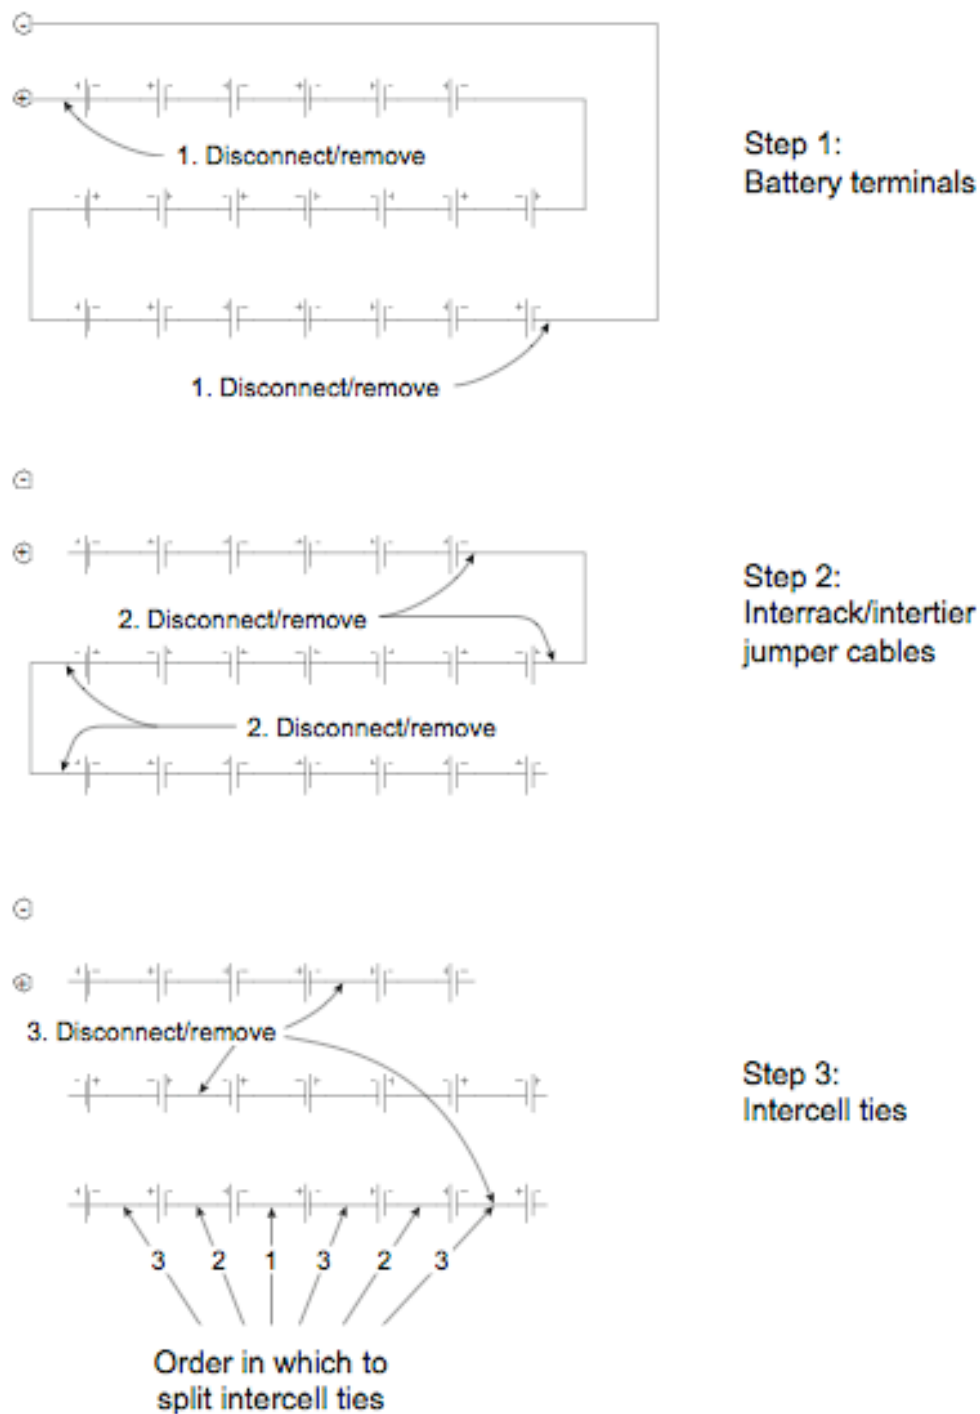 1. Disconnect/remove
Step 1:
Battery terminals
1. Disconnect/remove
2. Disconnect/remove
Step 2:
Interrack/intertier
jumper cables
2. Disconnect/remove
3. Disconnect/remove
Step 3:
Intercell ties
3 2 1 3 2 3
Order in which to
split intercell ties